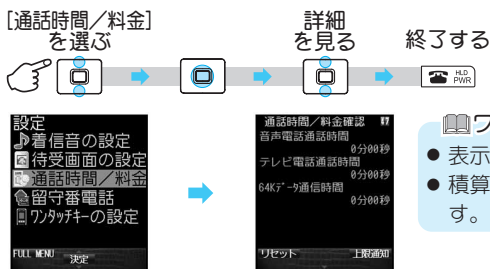 [通話時間／料金]
を選ぶ
詳細
を見る
終了する
HLD
PWR
設定
着信音の設定
待受画面の設定
通話時間／料金
留守番電話
ワンタッチキーの設定
FULL MENU
決定
通話時間／料金確認
音声電話通話時間
0分00秒
テレビ電話通話時間
0分00秒
64Kデータ通信時間
0分00秒
リセット
上限通知
● 表示
● 積算
す。